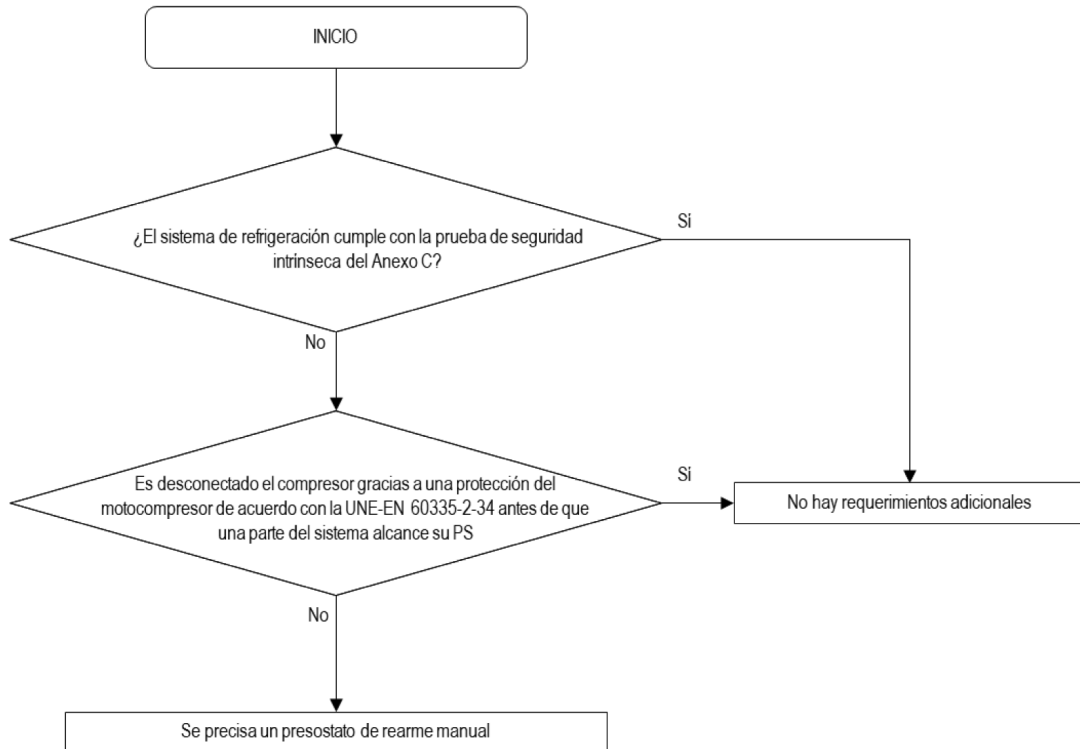 INICIO
¿El sistema de refrigeración cumple con la prueba de seguridad
intrínseca del Anexo C?
Si
No
Es desconectado el compresor gracias a una protección del
motocompresor de acuerdo con la UNE-EN 60335-2-34 antes de que
una parte del sistema alcance su PS
Si
No hay requerimientos adicionales
No
Se precisa un presostato de rearme manual